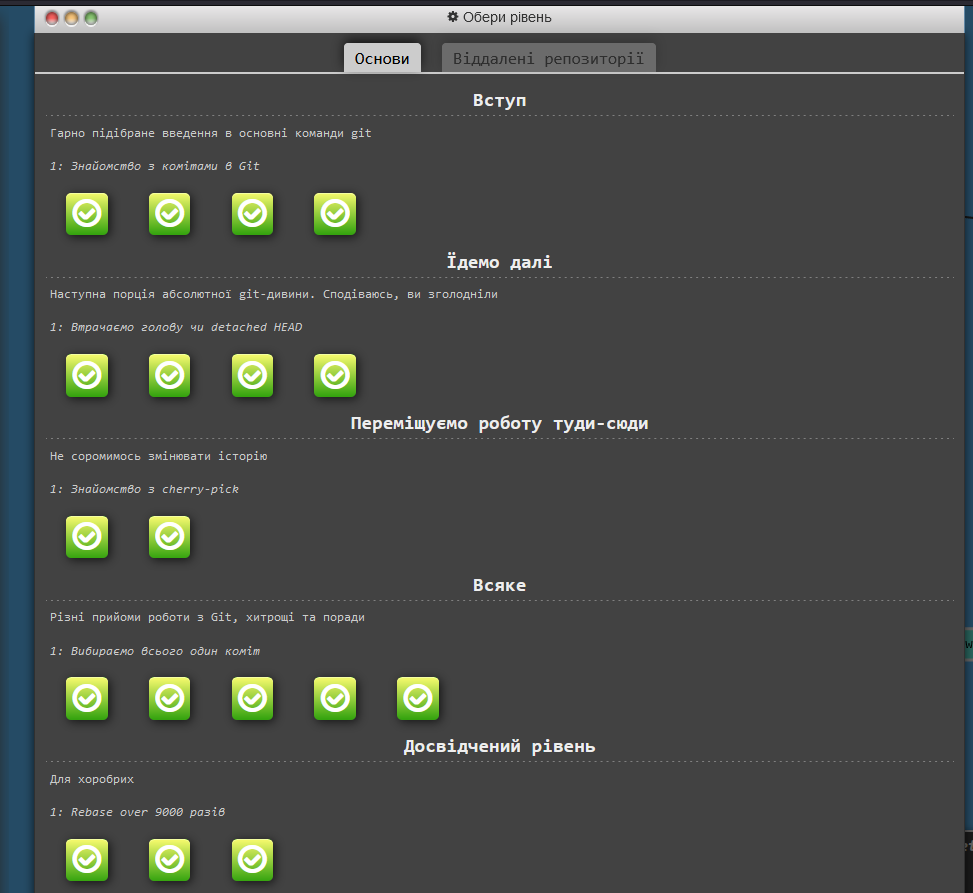 Обери рівень
Основи
Віддалені репозиторії
Вступ
Гарно підібране введення в основні команди git
1: Знайомство з комітами в Git
Їдемо далі
Наступна порція абсолютної git-дивини. Сподіваюсь, ви зголодніли
1: Втрачаємо голову чи detached HEAD
Переміщуємо роботу туди-сюди
Не соромимось змінювати історію
1: Знайомство з cherry-pick
Всяке
Різні прийоми роботи з Git, хитрощі та поради
1: Вибираємо всього один коміт
Досвідчений рівень
Для хоробрих
1: Rebase over 9000 разів